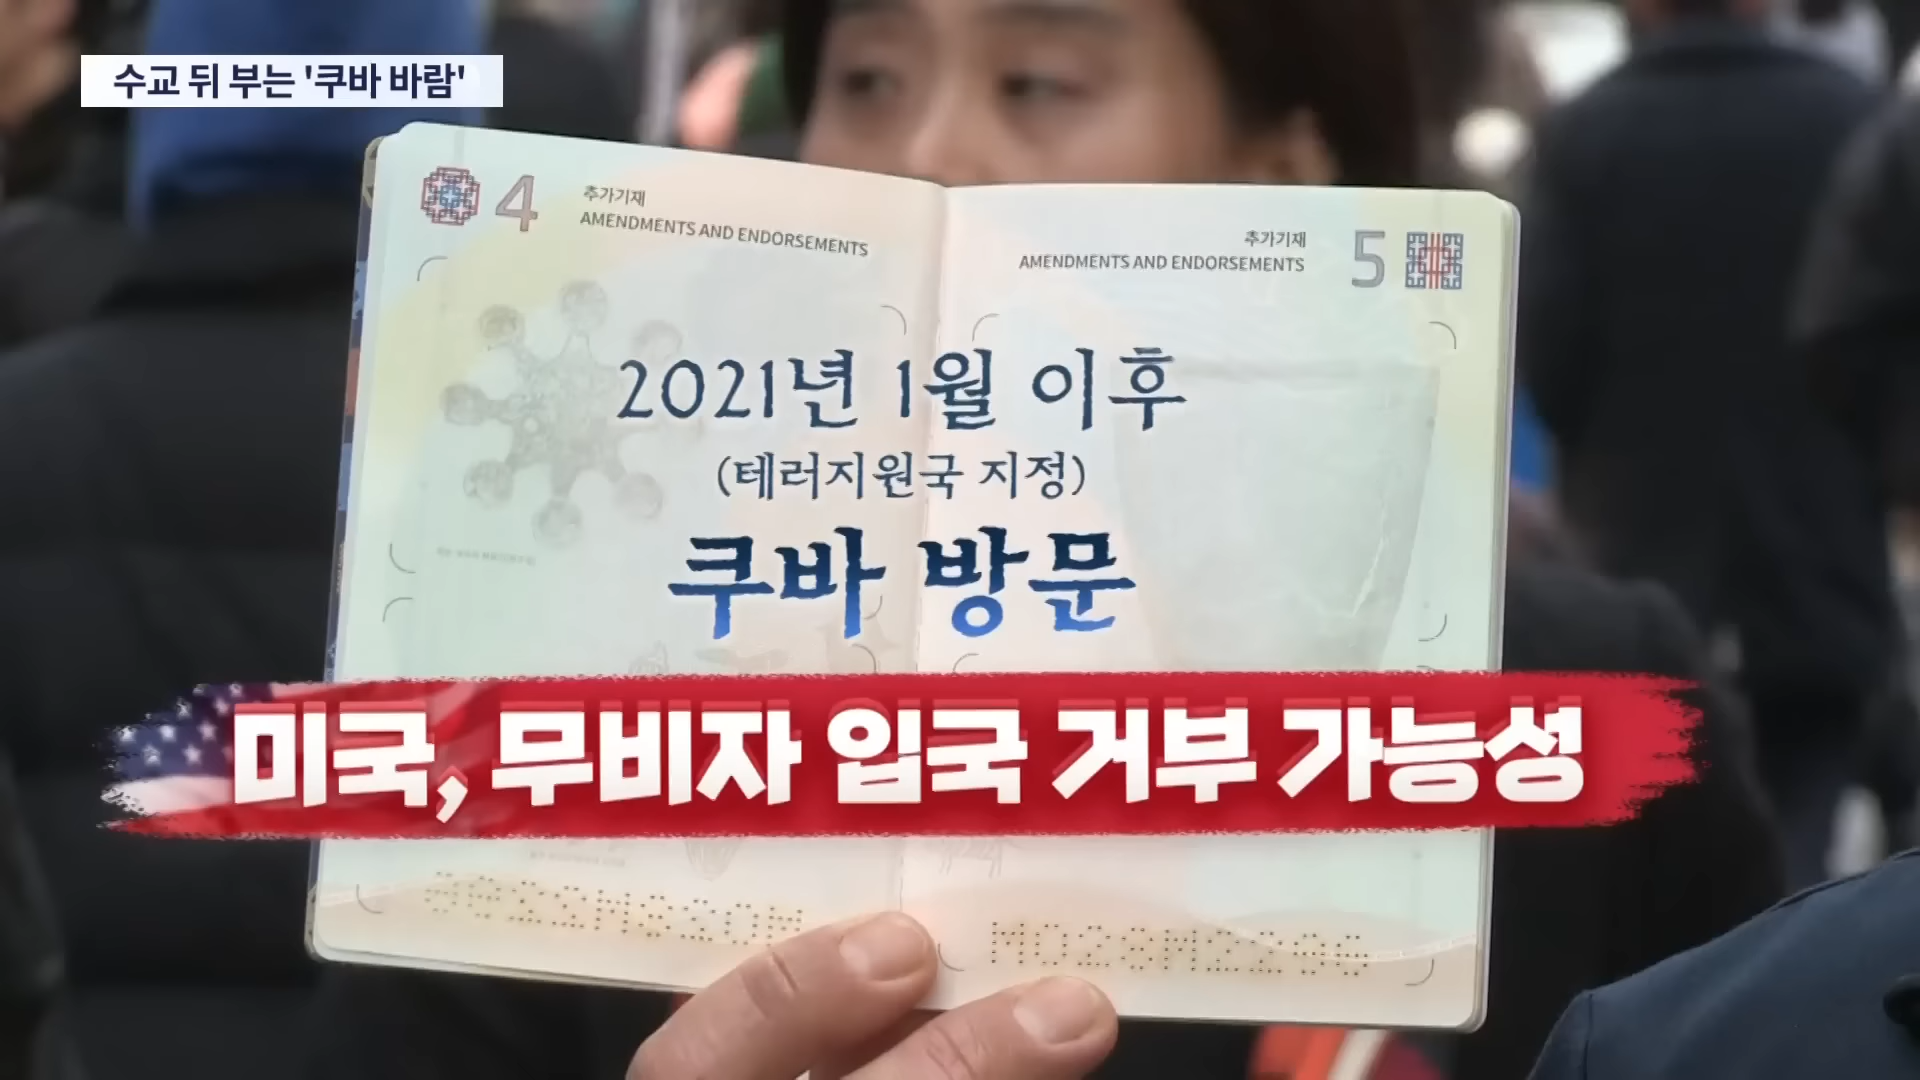 수교 뒤 부는 '쿠바 바람'
4
추가기재
AMENDMENTS AND ENDORSEMENTS
추가기재
AMENDMENTS AND ENDORSEMENTS
5
2021년 1월 이후
(테러지원국 지정)
쿠바 방문
미국, 무비자 입국 거부 가능성